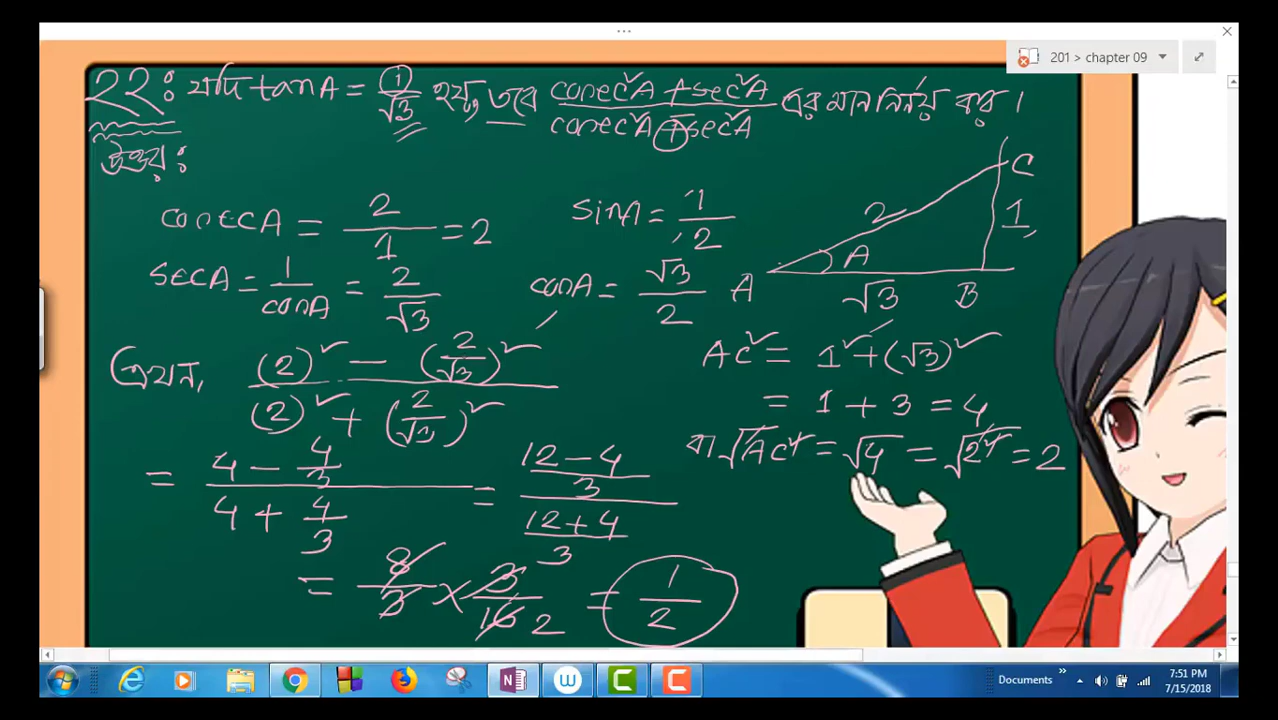 201 > chapter 09
২২: যদি tanA = 1/√3 হয়, তবে (cosec²A + sec²A)/(cosec²A + sec²A) এর মান নির্নয় কর।
উত্তর:
cosecA = 2/1 = 2
sinA = 1/2
secA = 1/cosA = 2/√3
cosA = √3/2
C
2
1
A
A
√3
B
এখন, ((2)² − (2/√3)²)/((2)² + (2/√3)²)
AC² = 1² + (√3)²
= 1 + 3 = 4
বা √AC² = √4 = √2² = 2
= (4 − 4/3)/(4 + 4/3) = ((12 − 4)/3)/((12 + 4)/3)
= 8/3 × 3/16 2 = 1/2
Documents
7:51 PM
7/15/2018